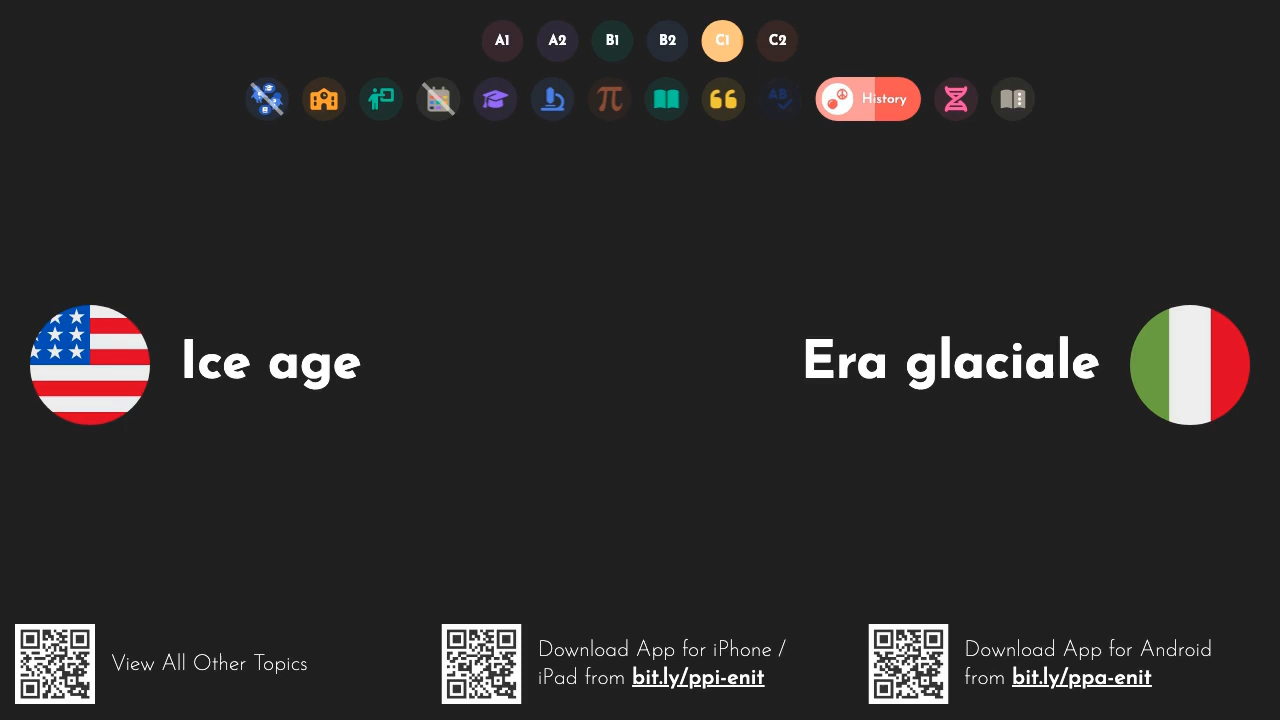 A1 A2 B1 B2 C1 C2
History
Ice age
Era glaciale
View All Other Topics
Download App for iPhone /
iPad from bit.ly/ppi-enit
Download App for Android
from bit.ly/ppa-enit